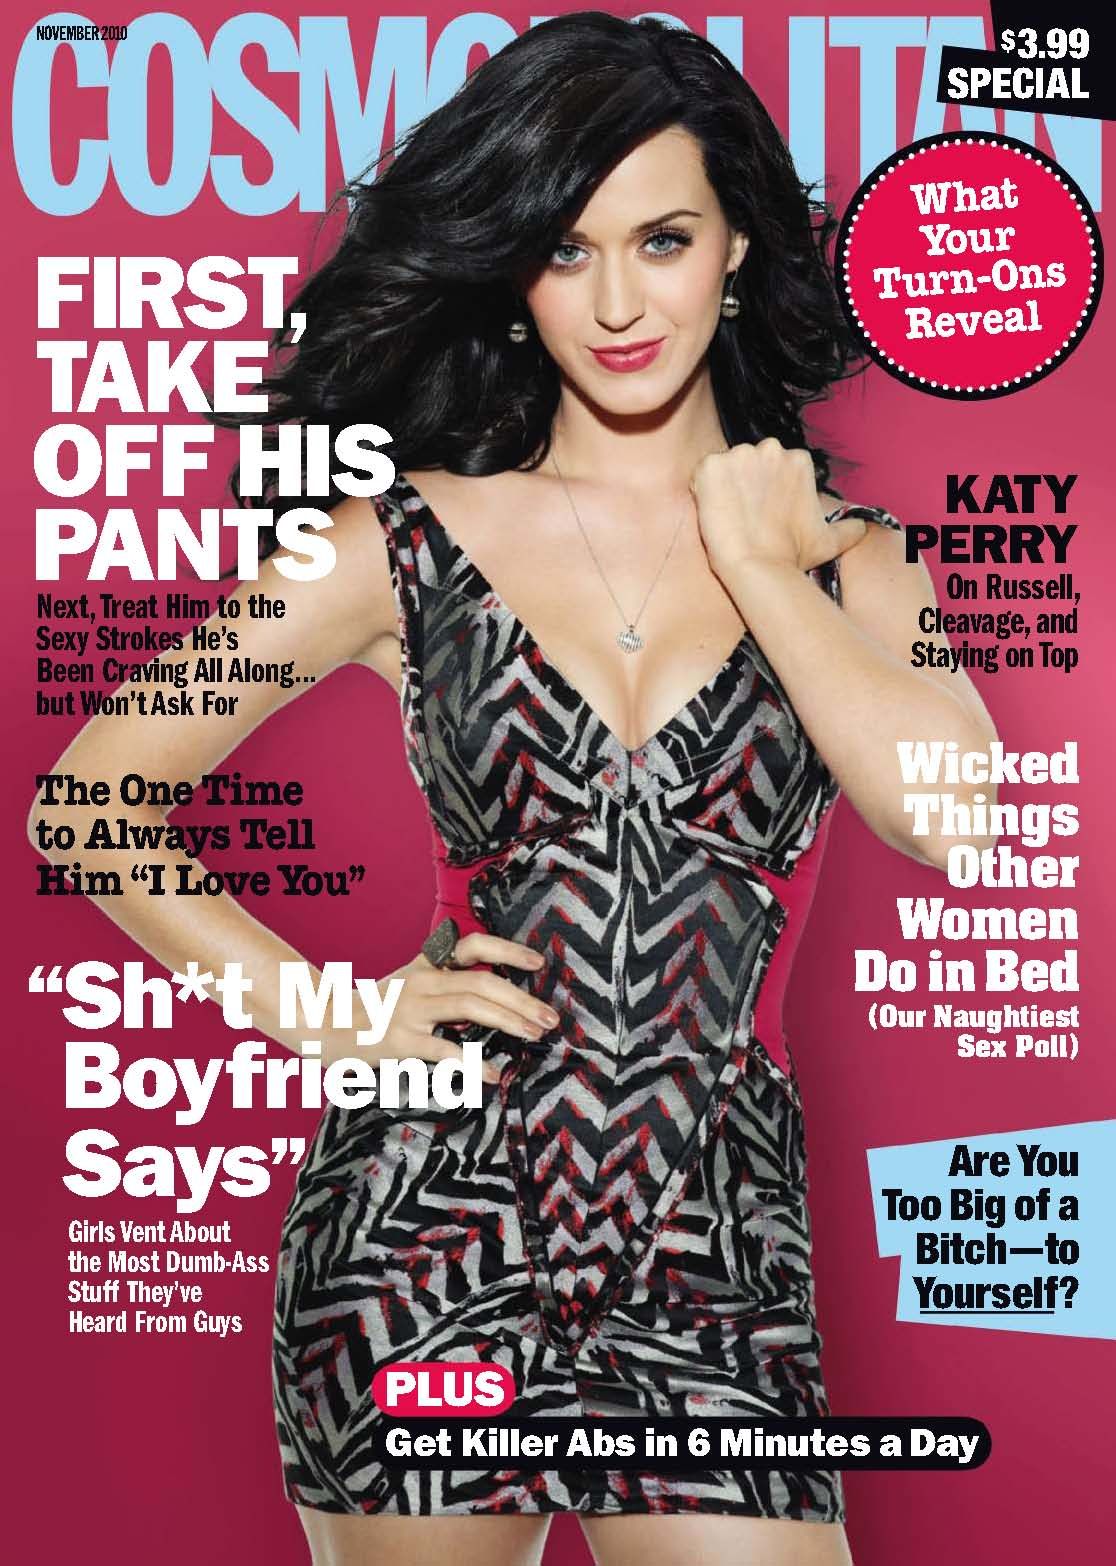 NOVEMBER 2010
COSMOPOLITAN
$3.99
SPECIAL
What
Your
Turn-Ons
Reveal
FIRST,
TAKE
OFF HIS
PANTS
Next, Treat Him to the
Sexy Strokes He's
Been Craving All Along...
but Won't Ask For
The One Time
to Always Tell
Him “I Love You”
“Sh*t My
Boyfriend
Says”
Girls Vent About
the Most Dumb-Ass
Stuff They've
Heard From Guys
KATY
PERRY
On Russell,
Cleavage, and
Staying on Top
Wicked
Things
Other
Women
Do in Bed
(Our Naughtiest
Sex Poll)
Are You
Too Big of a
Bitch—to
Yourself?
PLUS
Get Killer Abs in 6 Minutes a Day